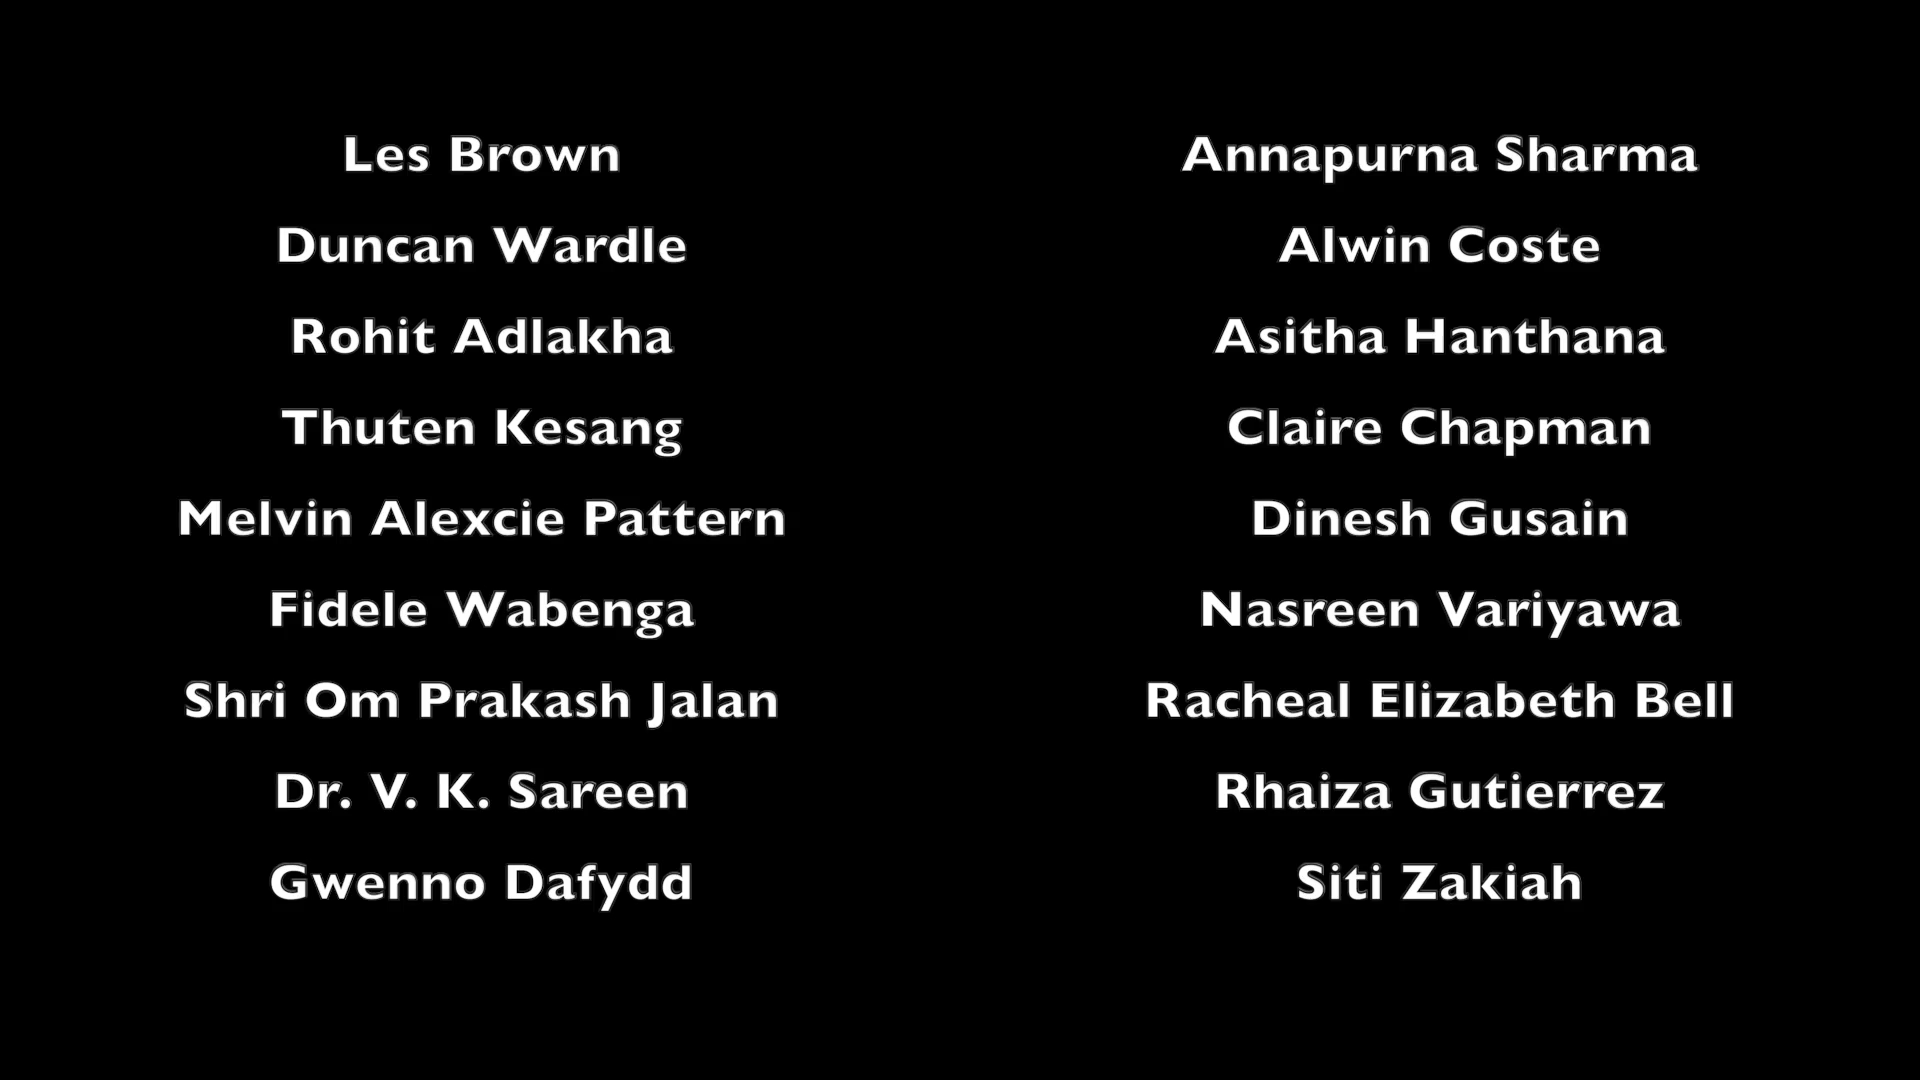 Les Brown
Duncan Wardle
Rohit Adlakha
Thuten Kesang
Melvin Alexcie Pattern
Fidele Wabenga
Shri Om Prakash Jalan
Dr. V. K. Sareen
Gwenno Dafydd
Annapurna Sharma
Alwin Coste
Asitha Hanthana
Claire Chapman
Dinesh Gusain
Nasreen Variyawa
Racheal Elizabeth Bell
Rhaiza Gutierrez
Siti Zakiah